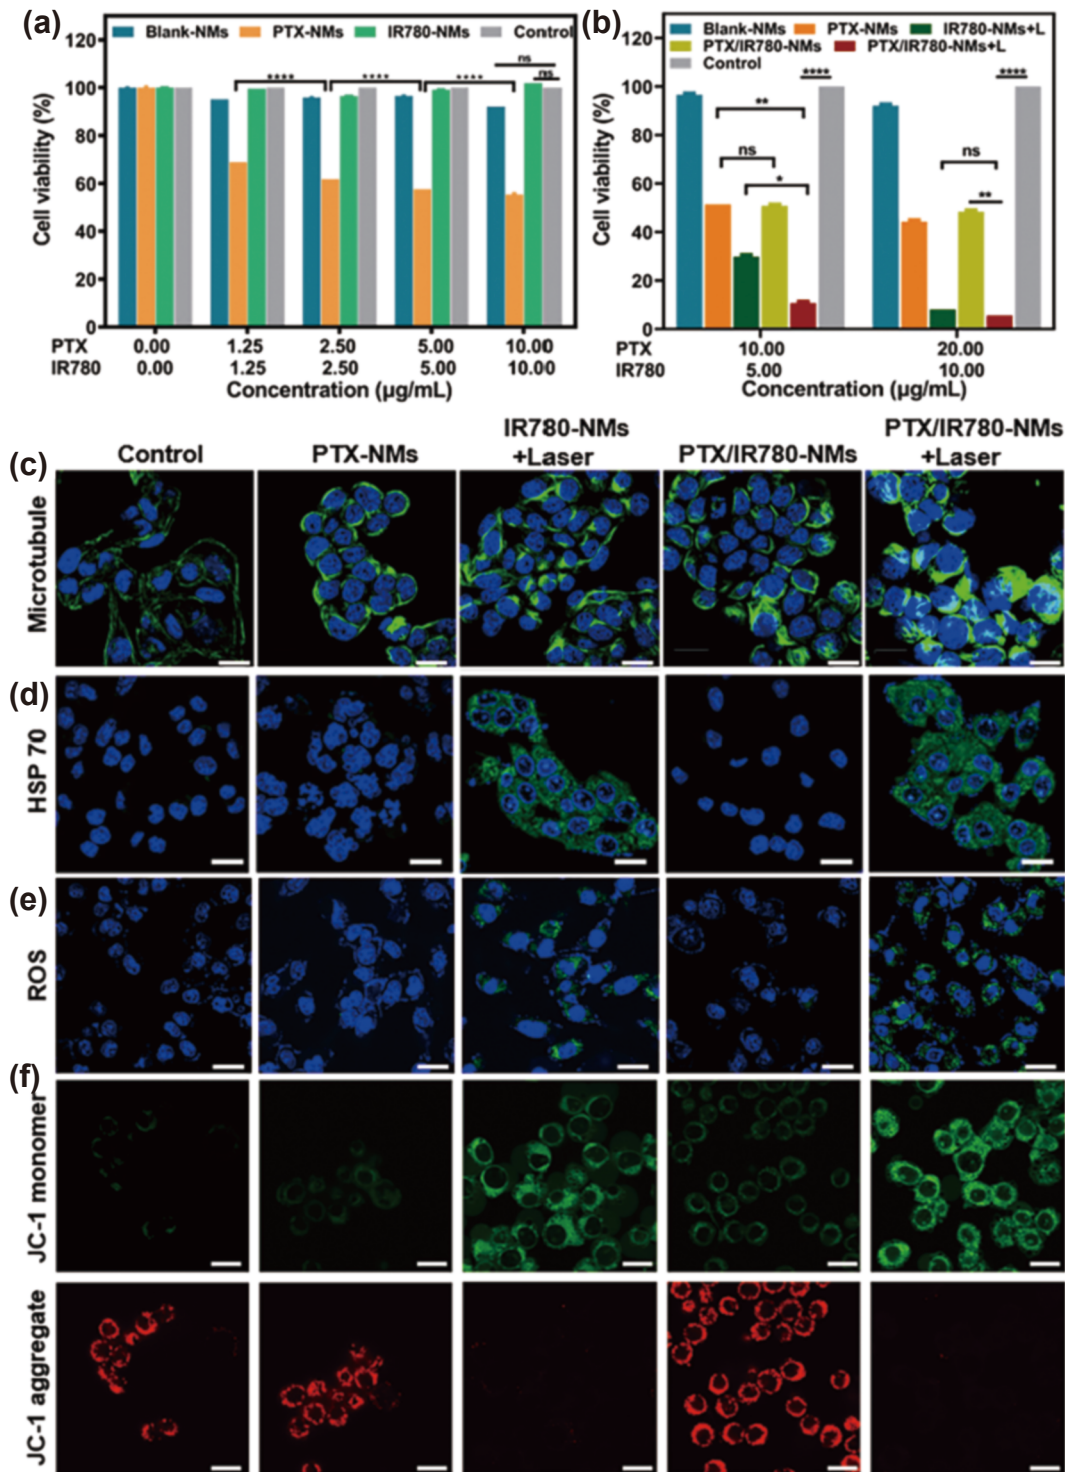 (a)
Blank-NMs PTX-NMs IR780-NMs Control
120
100
80
60
40
20
0
Cell viability (%)
**** **** **** ns
ns
PTX 0.00 1.25 2.50 5.00 10.00
IR780 0.00 1.25 2.50 5.00 10.00
Concentration (μg/mL)
(b)
Blank-NMs PTX-NMs IR780-NMs+L
PTX/IR780-NMs PTX/IR780-NMs+L
Control
120
100
80
60
40
20
0
Cell viability (%)
**** ****
**
ns ns
* **
PTX 10.00 20.00
IR780 5.00 10.00
Concentration (μg/mL)
(c)
Control PTX-NMs IR780-NMs +Laser PTX/IR780-NMs PTX/IR780-NMs +Laser
Microtubule
(d)
HSP 70
(e)
ROS
(f)
JC-1 monomer
JC-1 aggregate